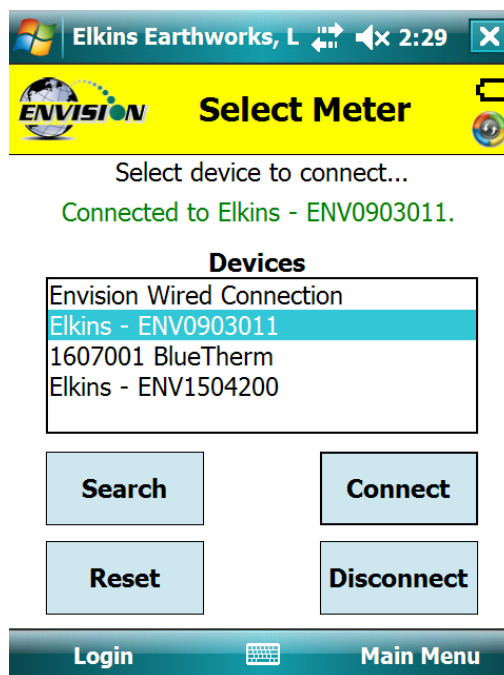 Elkins Earthworks, L 2:29
ENVISION
Select Meter
Select device to connect...
Connected to Elkins - ENV0903011.
Devices
Envision Wired Connection
Elkins - ENV0903011
1607001 BlueTherm
Elkins - ENV1504200
Search Connect
Reset Disconnect
Login Main Menu